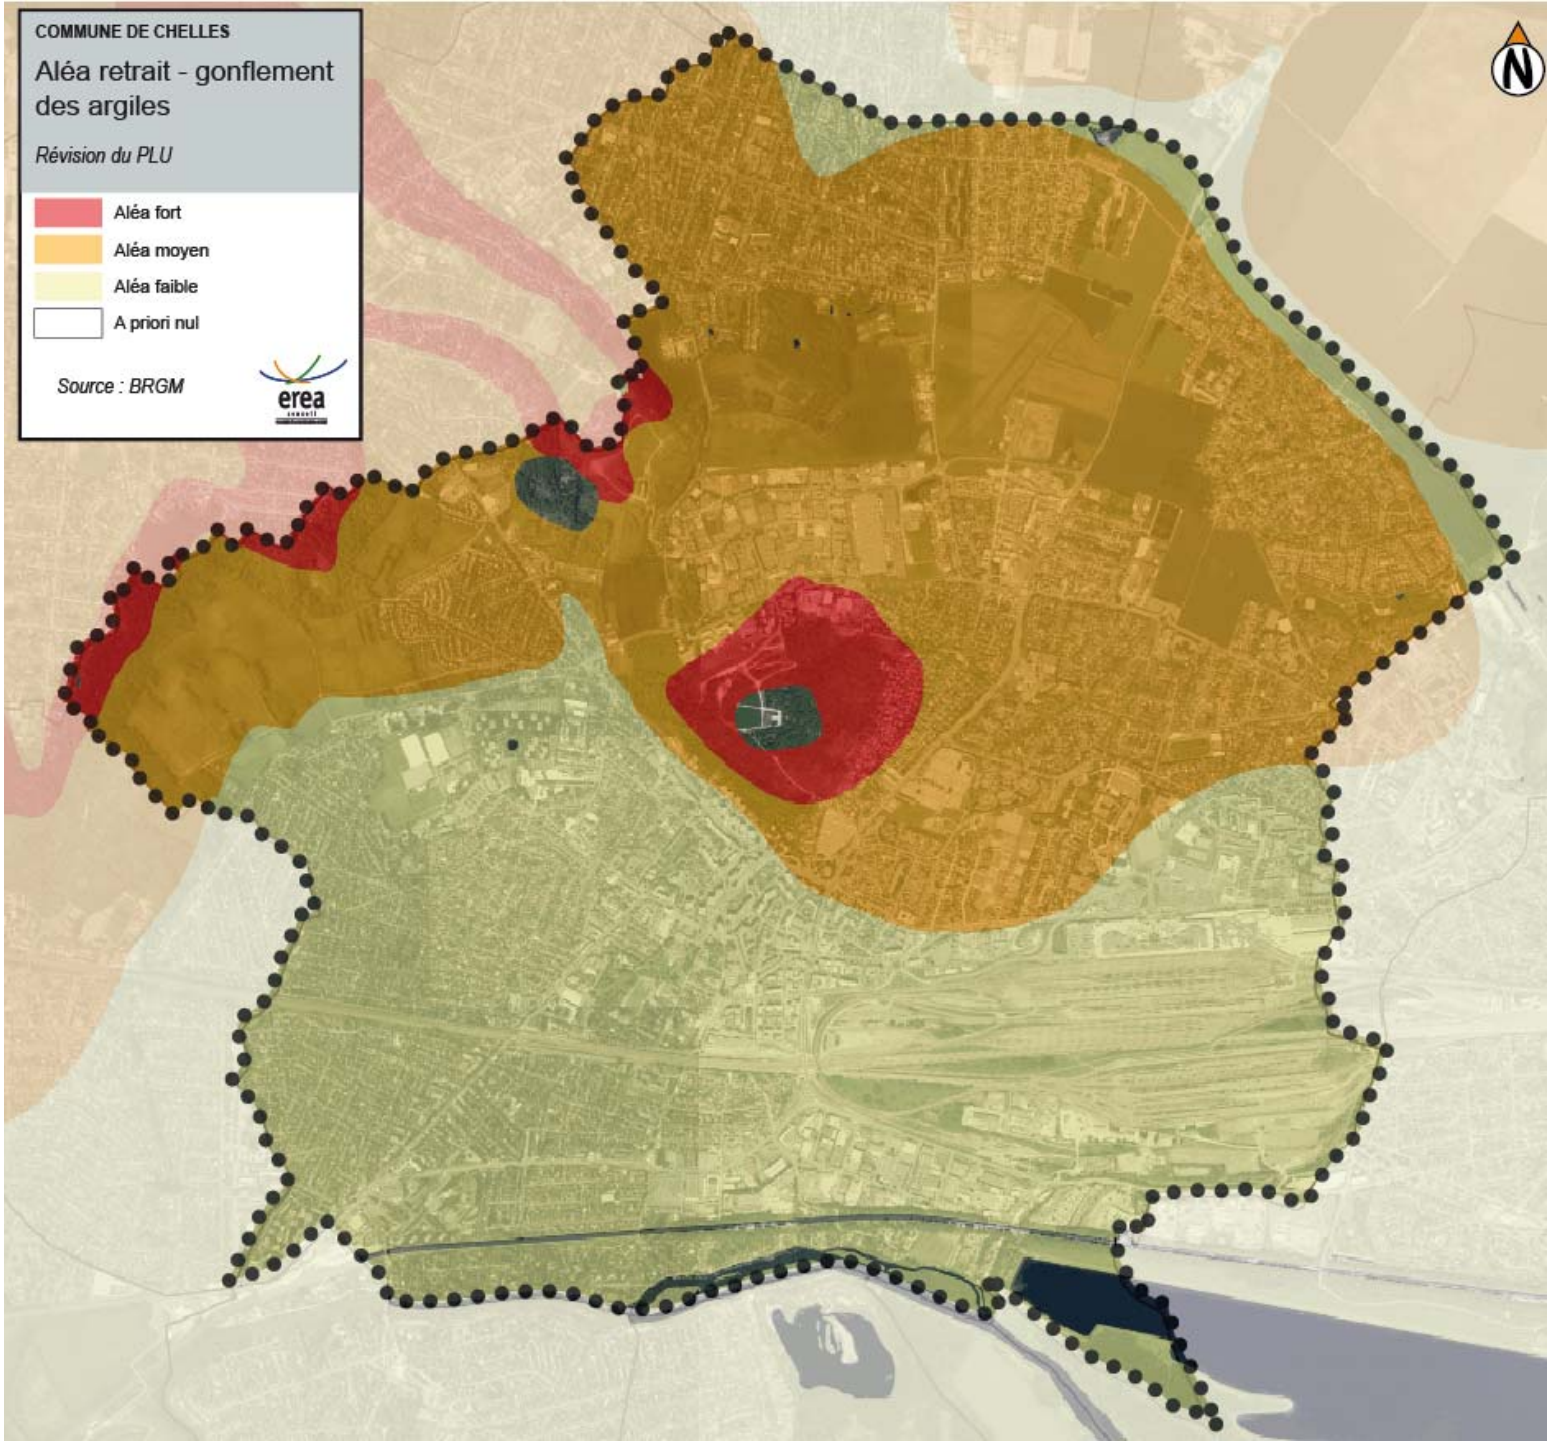 COMMUNE DE CHELLES
Aléa retrait - gonflement
des argiles
Révision du PLU
Aléa fort
Aléa moyen
Aléa faible
A priori nul
Source : BRGM
erea
conseil
N